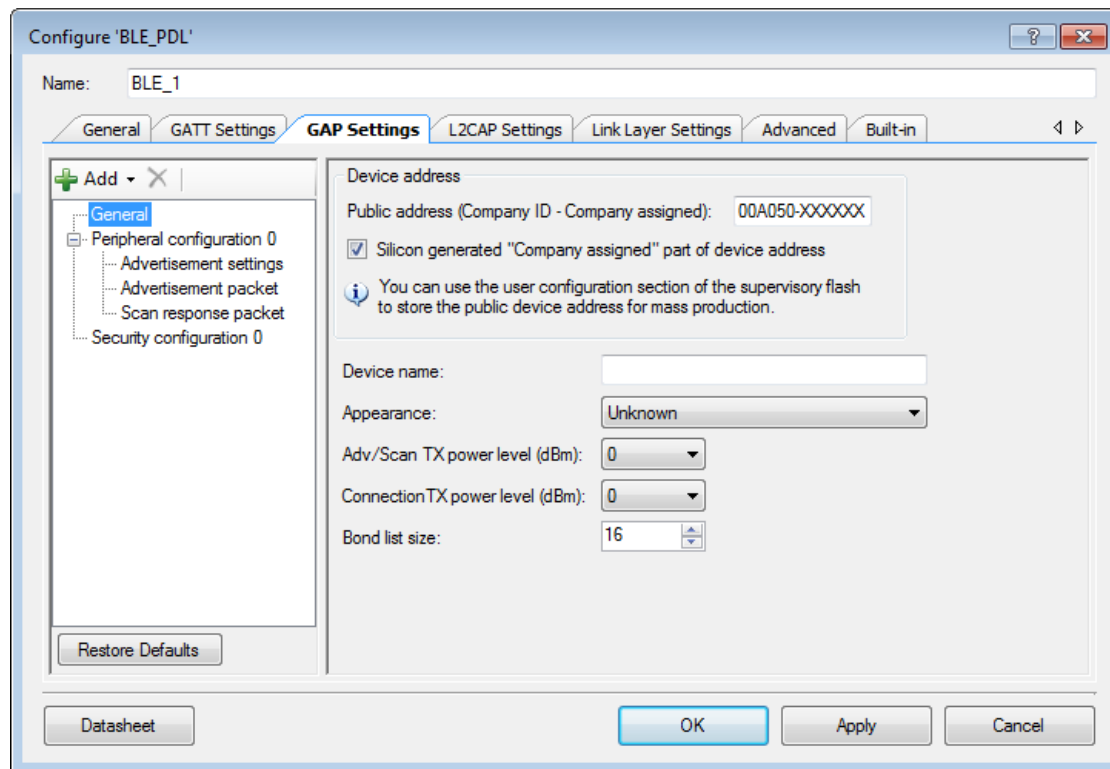 Configure 'BLE_PDL'
Name: BLE_1
General GATT Settings GAP Settings L2CAP Settings Link Layer Settings Advanced Built-in
Add
General
Peripheral configuration 0
Advertisement settings
Advertisement packet
Scan response packet
Security configuration 0
Restore Defaults
Device address
Public address (Company ID - Company assigned): 00A050-XXXXXX
Silicon generated "Company assigned" part of device address
You can use the user configuration section of the supervisory flash
to store the public device address for mass production.
Device name:
Appearance: Unknown
Adv/Scan TX power level (dBm): 0
Connection TX power level (dBm): 0
Bond list size: 16
Datasheet OK Apply Cancel